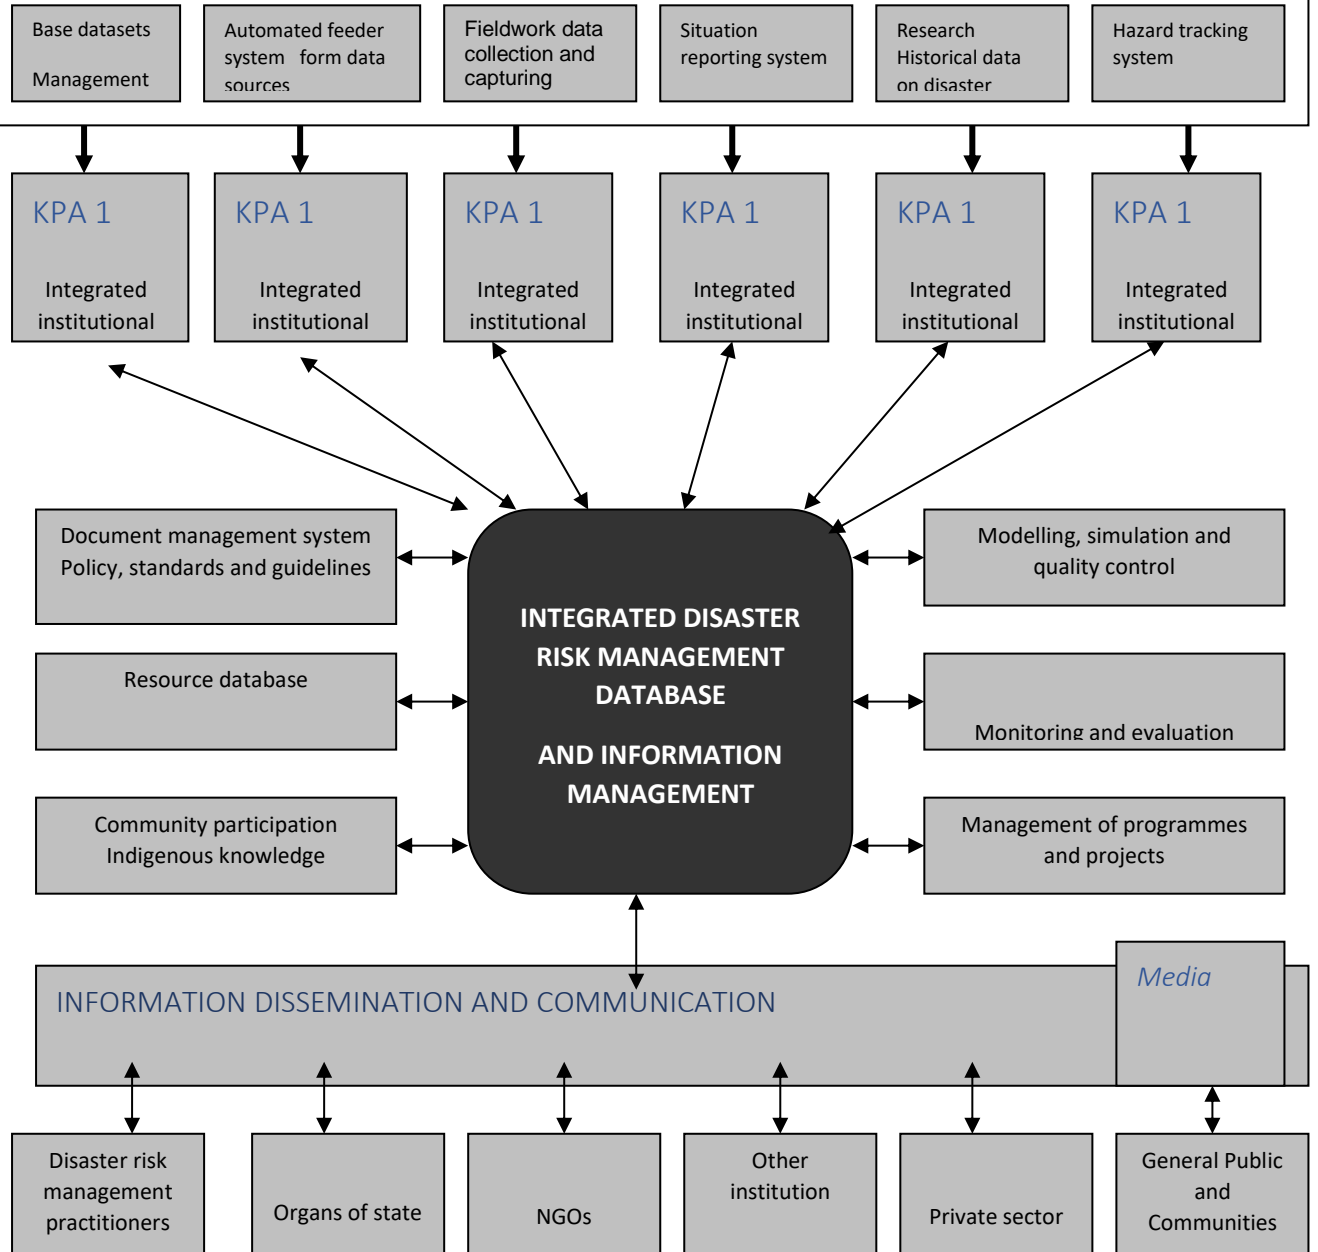 Base datasets
Management
Automated feeder
system form data
sources
Fieldwork data
collection and
capturing
Situation
reporting system
Research
Historical data
on disaster
Hazard tracking
system
KPA 1
Integrated
institutional
KPA 1
Integrated
institutional
KPA 1
Integrated
institutional
KPA 1
Integrated
institutional
KPA 1
Integrated
institutional
KPA 1
Integrated
institutional
Document management system
Policy, standards and guidelines
Resource database
Community participation
Indigenous knowledge
INTEGRATED DISASTER
RISK MANAGEMENT
DATABASE
AND INFORMATION
MANAGEMENT
Modelling, simulation and
quality control
Monitoring and evaluation
Management of programmes
and projects
INFORMATION DISSEMINATION AND COMMUNICATION
Media
Disaster risk
management
practitioners
Organs of state
NGOs
Other
institution
Private sector
General Public
and
Communities